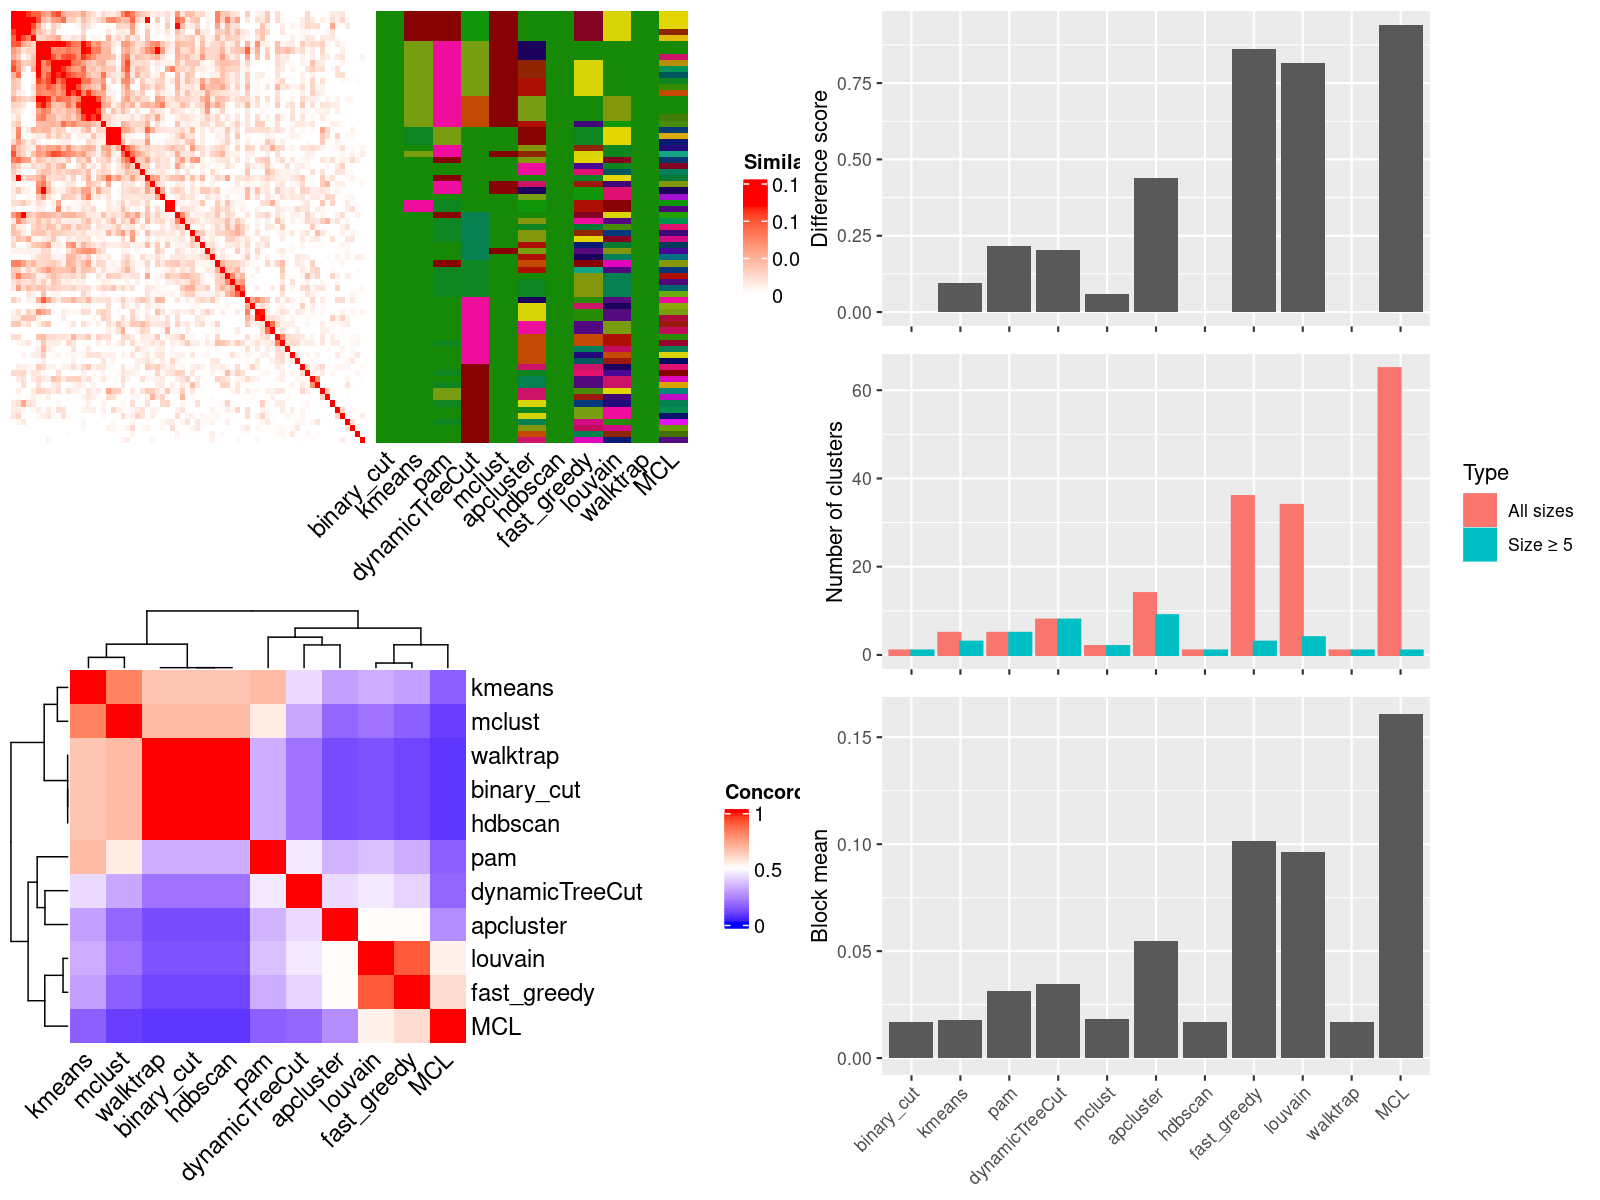 Simila
0.1
0.1
0.0
0
binary_cut
kmeans
pam
dynamicTreeCut
mclust
apcluster
hdbscan
fast_greedy
louvain
walktrap
MCL
kmeans
mclust
walktrap
binary_cut
hdbscan
pam
dynamicTreeCut
apcluster
louvain
fast_greedy
MCL
kmeans
mclust
walktrap
binary_cut
hdbscan
pam
dynamicTreeCut
apcluster
louvain
fast_greedy
MCL
Concord
1
0.5
0
Difference score
0.75
0.50
0.25
0.00
Number of clusters
60
40
20
0
Type
All sizes
Size ≥ 5
Block mean
0.15
0.10
0.05
0.00
binary_cut
kmeans
pam
dynamicTreeCut
mclust
apcluster
hdbscan
fast_greedy
louvain
walktrap
MCL